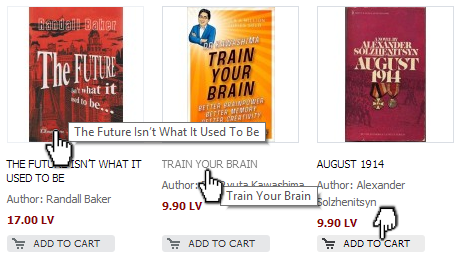 Randall Baker
The FUTURE
isn't what it
used to be...
The Future Isn't What It Used To Be
THE FUTURE ISN'T WHAT IT
USED TO BE
Author: Randall Baker
17.00 LV
ADD TO CART
DR KAWASHIMA
TRAIN
YOUR
BRAIN
BETTER BRAINPOWER
BETTER MEMORY
BETTER CREATIVITY
TRAIN YOUR BRAIN
Author: Ryuta Kawashima
Train Your Brain
9.90 LV
ADD TO CART
A NOVEL BY
ALEXANDER
SOLZHENITSYN
AUGUST
1914
AUGUST 1914
Author: Alexander
Solzhenitsyn
9.90 LV
ADD TO CART